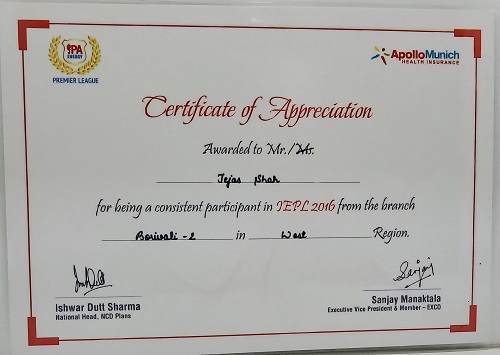 IPA
ENERGY
PREMIER LEAGUE
ApolloMunich
HEALTH INSURANCE
Certificate of Appreciation
Awarded to Mr./Ms.
Tejas Shah
for being a consistent participant in IEPL 2016 from the branch
Borivali-2 in West Region.
Ishwar Dutt Sharma
National Head, NCD Plans
Sanjay
Sanjay Manaktala
Executive Vice President & Member - EXCO